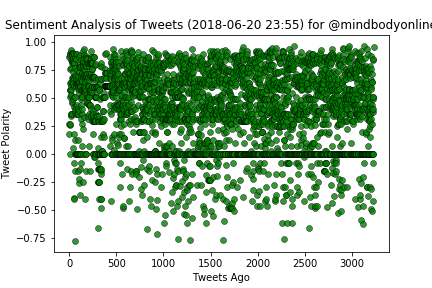 Sentiment Analysis of Tweets (2018-06-20 23:55) for @mindbodyonline
1.00
0.75
0.50
0.25
0.00
−0.25
−0.50
−0.75
Tweet Polarity
0 500 1000 1500 2000 2500 3000
Tweets Ago